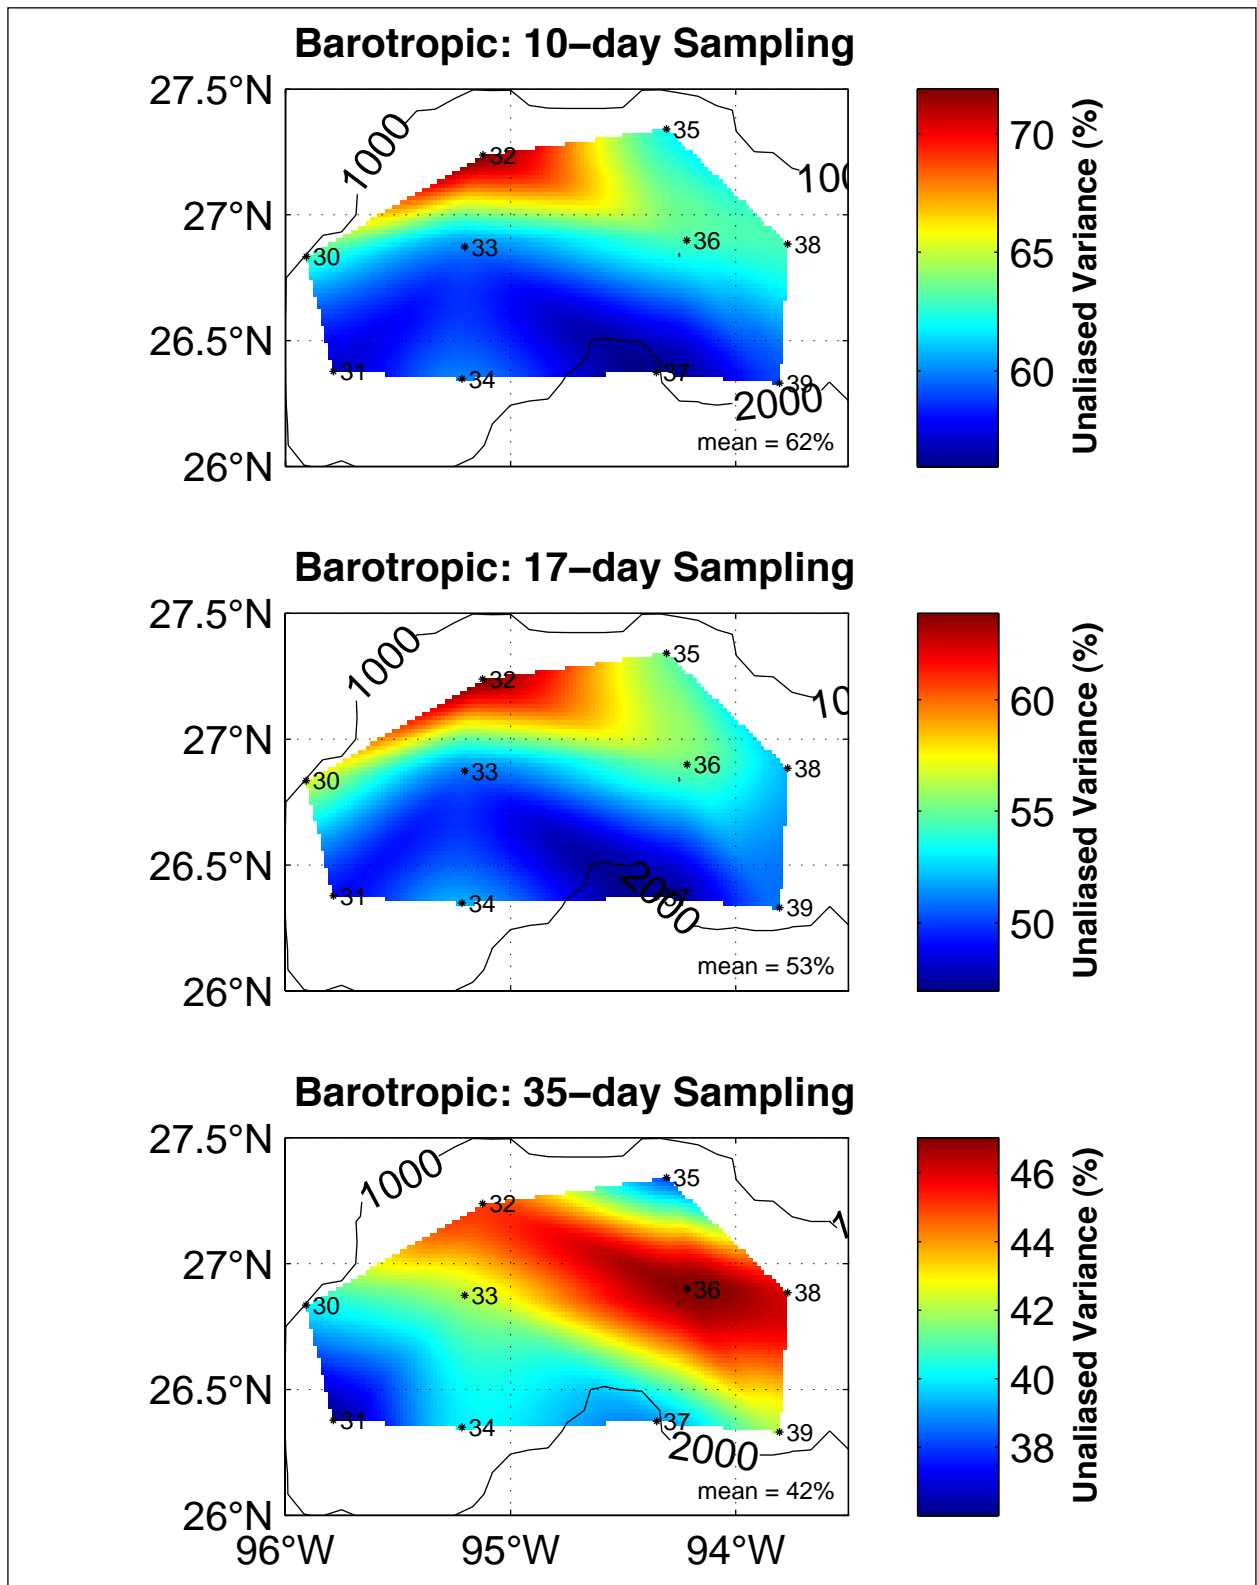 Barotropic: 10–day Sampling
27.5°N
27°N
26.5°N
26°N
1000
100
32
35
30
33
36
38
31
34
37
39
2000
mean = 62%
70
65
60
Unaliased Variance (%)
Barotropic: 17–day Sampling
27.5°N
27°N
26.5°N
26°N
1000
10
32
35
30
33
36
38
31
34
37
2000
39
mean = 53%
60
55
50
Unaliased Variance (%)
Barotropic: 35–day Sampling
27.5°N
27°N
26.5°N
26°N
1000
1
32
35
30
33
36
38
31
34
37
39
2000
mean = 42%
96°W
95°W
94°W
46
44
42
40
38
Unaliased Variance (%)